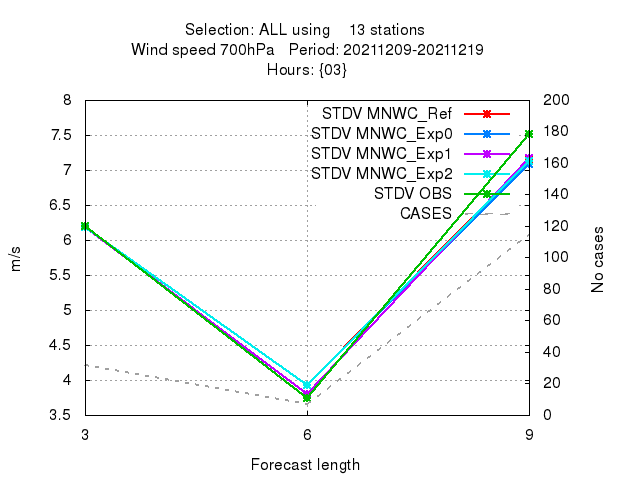 Selection: ALL using    13 stations
Wind speed 700hPa   Period: 20211209-20211219
Hours: {03}
STDV MNWC_Ref
STDV MNWC_Exp0
STDV MNWC_Exp1
STDV MNWC_Exp2
STDV OBS
CASES
8
7.5
7
6.5
6
5.5
5
4.5
4
3.5
m/s
200
180
160
140
120
100
80
60
40
20
0
No cases
3
6
9
Forecast length